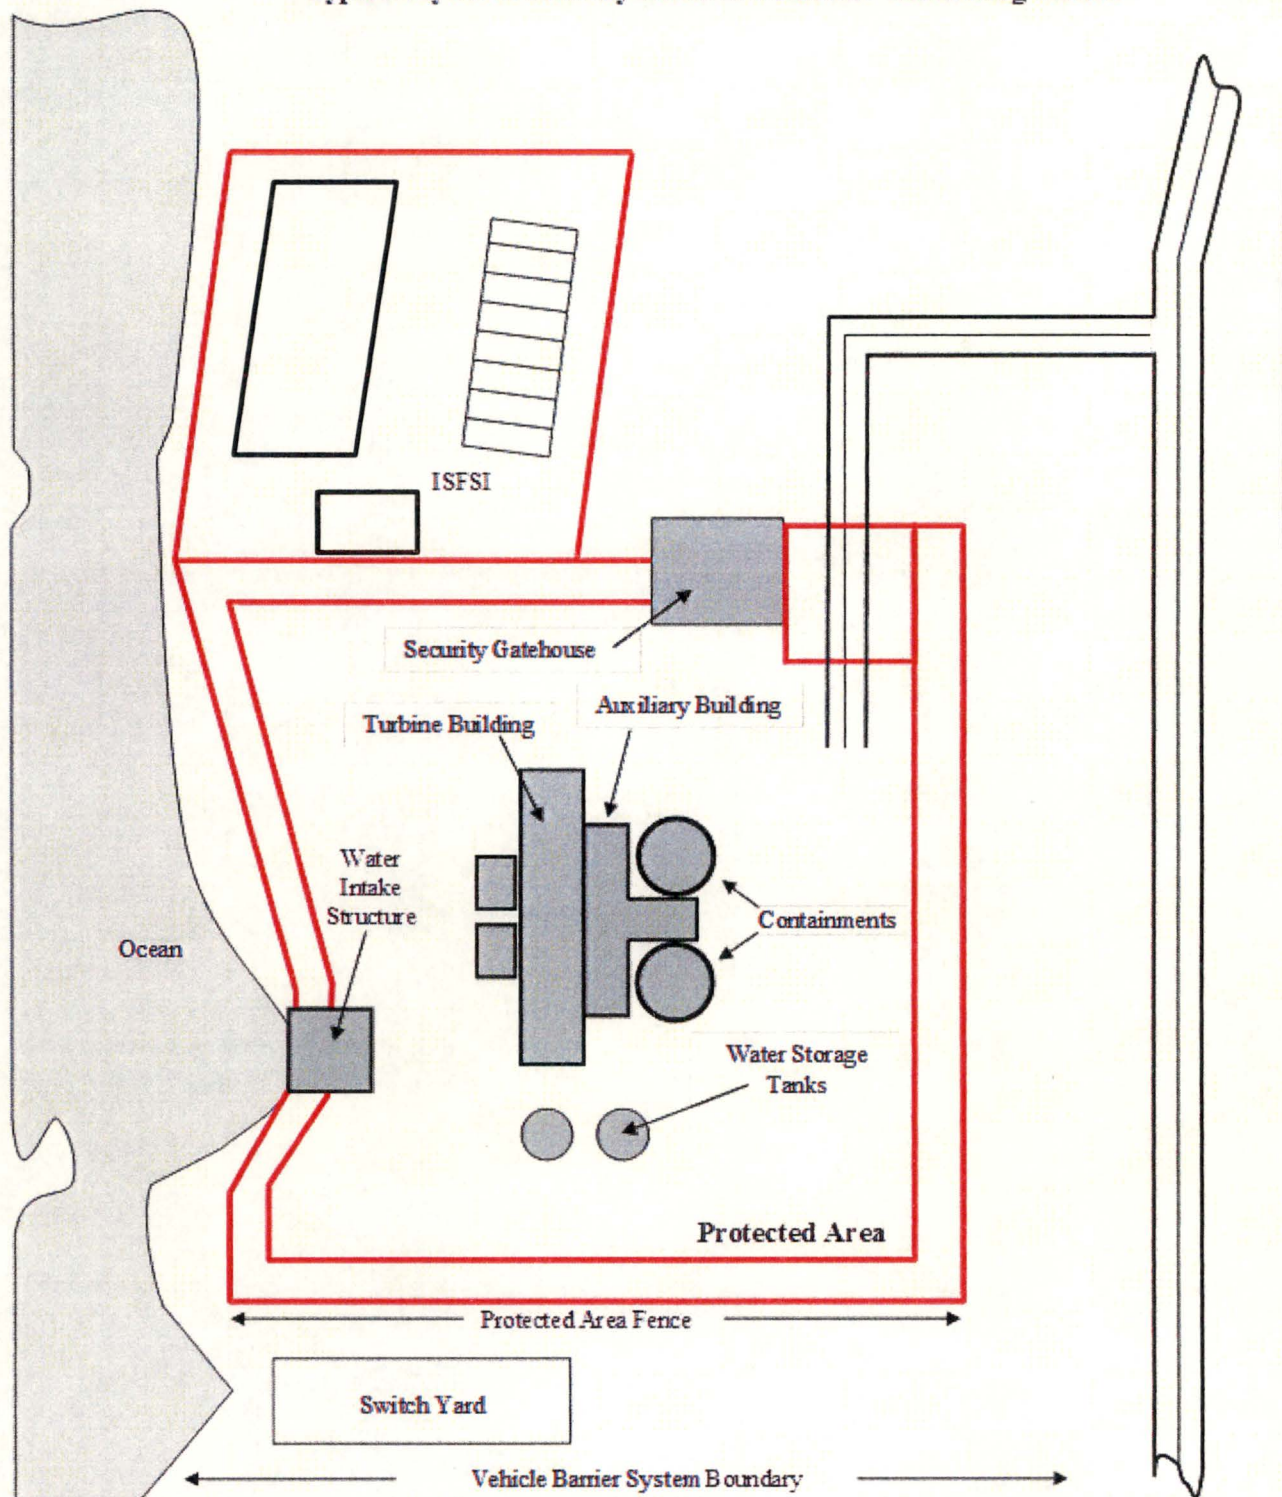 ISFSI
Security Gatehouse
Auxiliary Building
Turbine Building
Water
Intake
Structure
Containments
Ocean
Water Storage
Tanks
Protected Area
Protected Area Fence
Switch Yard
Vehicle Barrier System Boundary